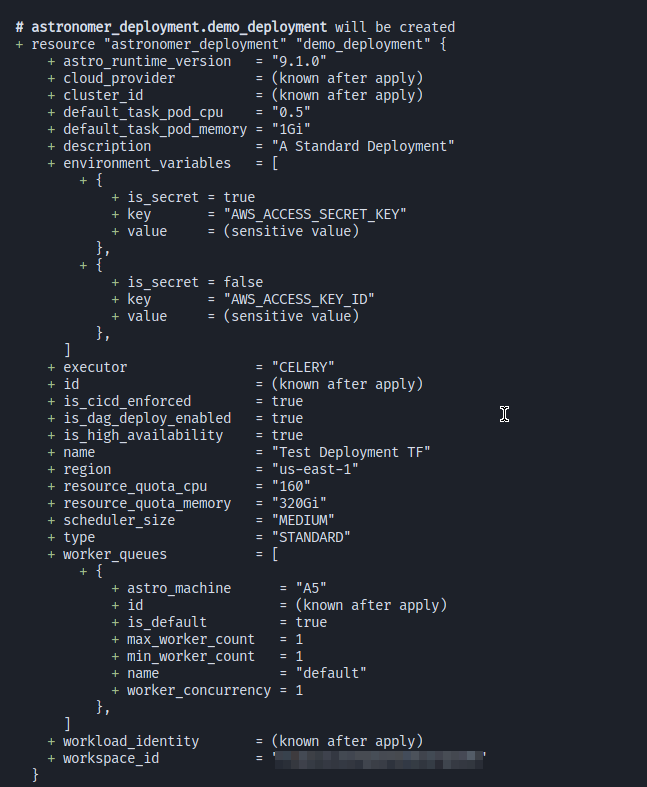 # astronomer_deployment.demo_deployment will be created
+ resource "astronomer_deployment" "demo_deployment" {
    + astro_runtime_version   = "9.1.0"
    + cloud_provider          = (known after apply)
    + cluster_id              = (known after apply)
    + default_task_pod_cpu    = "0.5"
    + default_task_pod_memory = "1Gi"
    + description             = "A Standard Deployment"
    + environment_variables   = [
        + {
            + is_secret = true
            + key       = "AWS_ACCESS_SECRET_KEY"
            + value     = (sensitive value)
          },
        + {
            + is_secret = false
            + key       = "AWS_ACCESS_KEY_ID"
            + value     = (sensitive value)
          },
      ]
    + executor                = "CELERY"
    + id                      = (known after apply)
    + is_cicd_enforced        = true
    + is_dag_deploy_enabled   = true
    + is_high_availability    = true
    + name                    = "Test Deployment TF"
    + region                  = "us-east-1"
    + resource_quota_cpu      = "160"
    + resource_quota_memory   = "320Gi"
    + scheduler_size          = "MEDIUM"
    + type                    = "STANDARD"
    + worker_queues           = [
        + {
            + astro_machine      = "A5"
            + id                 = (known after apply)
            + is_default         = true
            + max_worker_count   = 1
            + min_worker_count   = 1
            + name               = "default"
            + worker_concurrency = 1
          },
      ]
    + workload_identity       = (known after apply)
    + workspace_id            =
  }